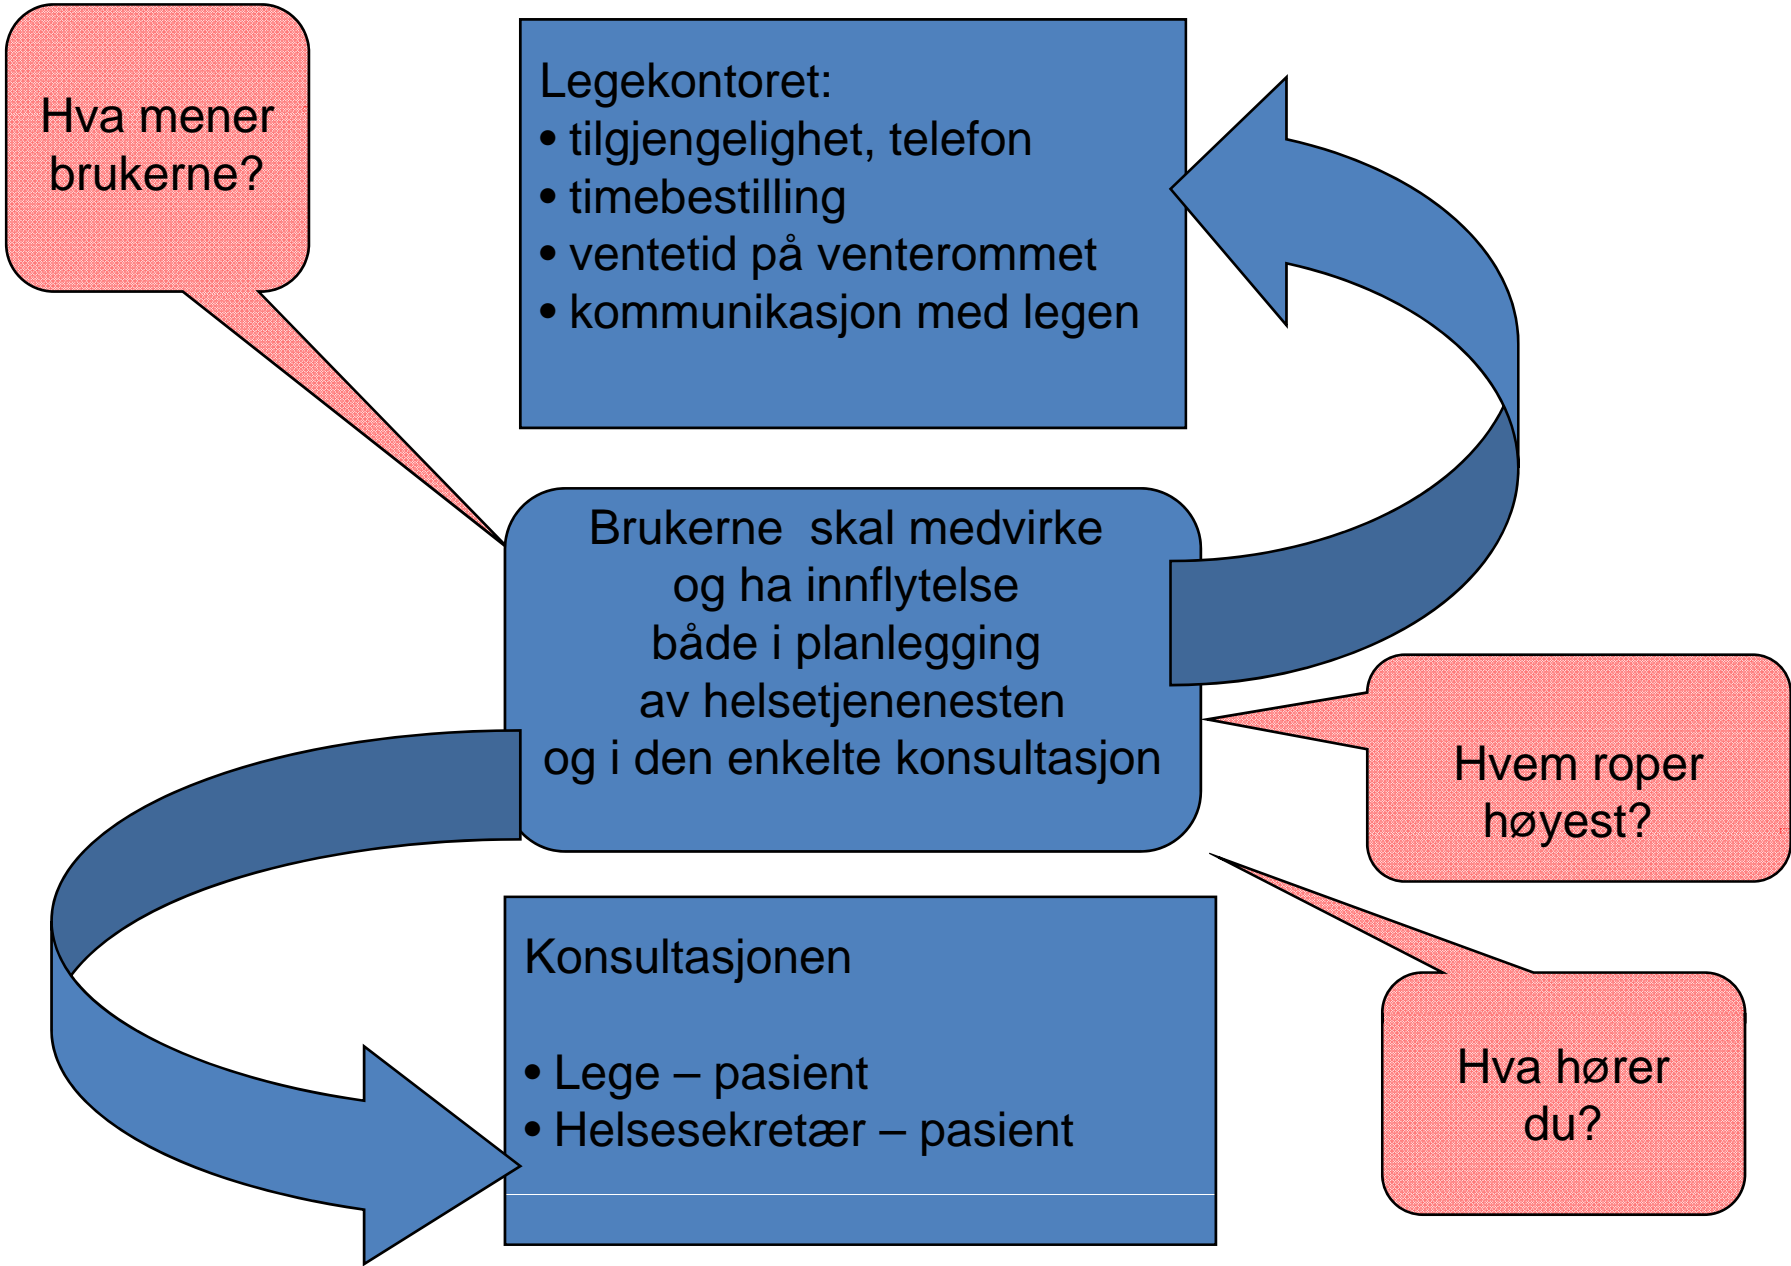 Hva mener
brukerne?
Legekontoret:
• tilgjengelighet, telefon
• timebestilling
• ventetid på venterommet
• kommunikasjon med legen
Brukerne skal medvirke
og ha innflytelse
både i planlegging
av helsetjenenesten
og i den enkelte konsultasjon
Hvem roper
høyest?
Konsultasjonen
• Lege – pasient
• Helsesekretær – pasient
Hva hører
du?